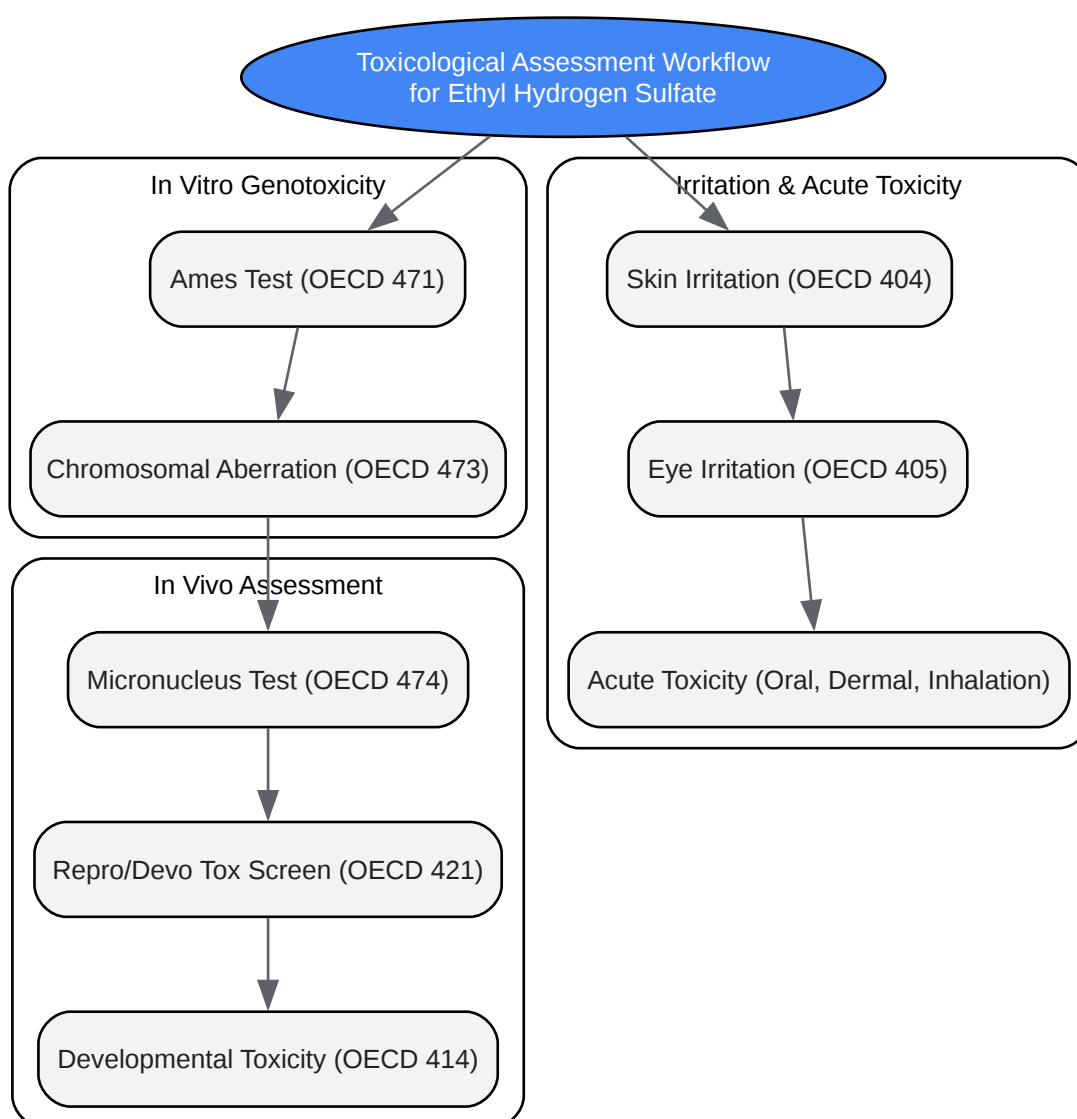 Toxicological Assessment Workflow
for Ethyl Hydrogen Sulfate
In Vitro Genotoxicity
Ames Test (OECD 471)
Chromosomal Aberration (OECD 473)
In Vivo Assessment
Micronucleus Test (OECD 474)
Repro/Devo Tox Screen (OECD 421)
Developmental Toxicity (OECD 414)
Irritation & Acute Toxicity
Skin Irritation (OECD 404)
Eye Irritation (OECD 405)
Acute Toxicity (Oral, Dermal, Inhalation)